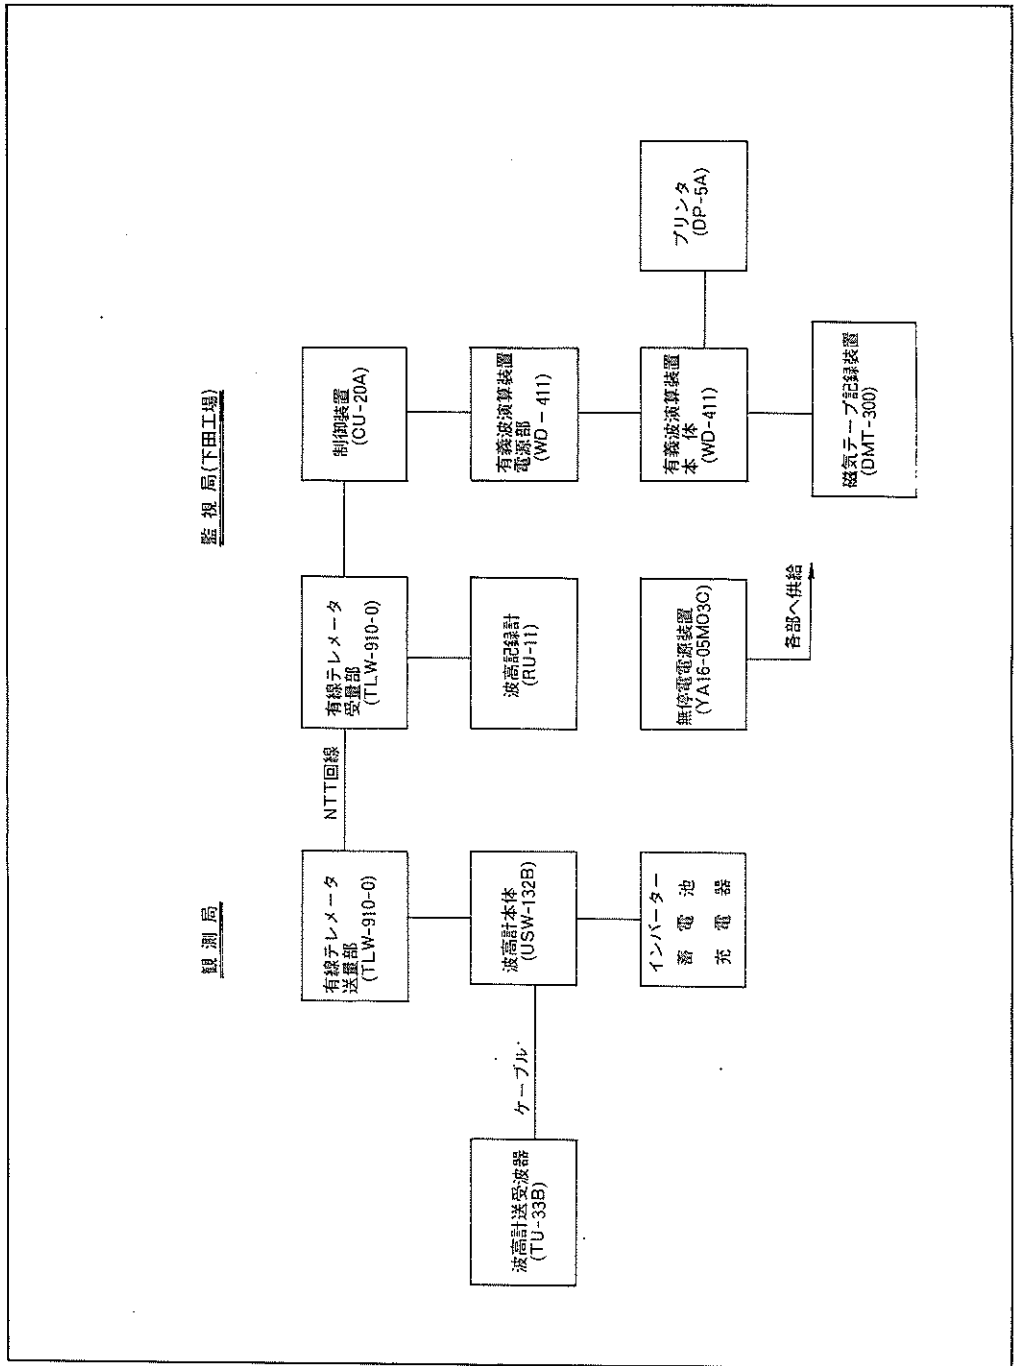 観測局
監視局(下田工場)
有線テレメータ
送量部
(TLW-910-0)
NTT回線
有線テレメータ
受量部
(TLW-910-0)
制御装置
(CU-20A)
波高計送受波器
(TU-33B)
ケーブル
波高計本体
(USW-132B)
波高記録計
(RU-11)
有義波演算装置
電源部
(WD-411)
インバーター
蓄電池
充電器
無停電電源装置
(YA16-05M03C)
各部へ供給
有義波演算装置
本体
(WD-411)
プリンタ
(DP-5A)
磁気テープ記録装置
(DMT-300)